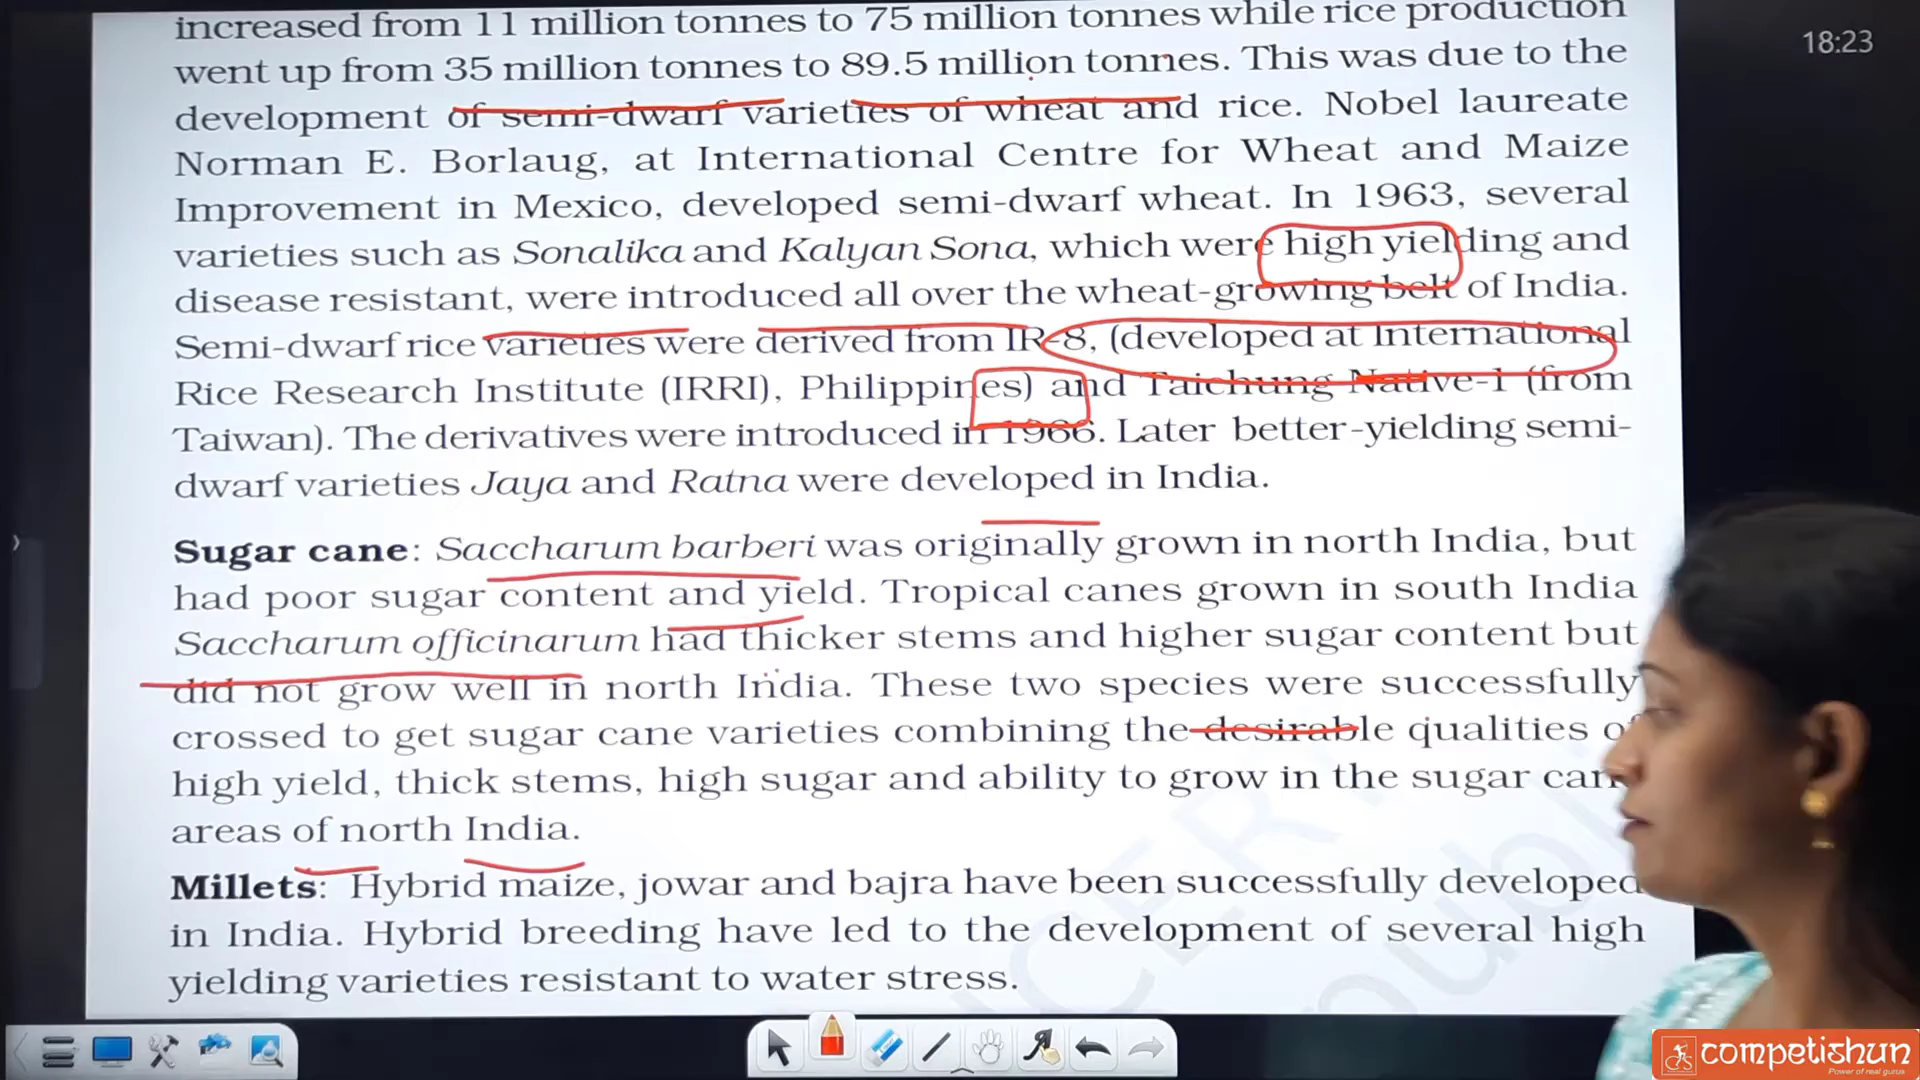 increased from 11 million tonnes to 75 million tonnes while rice production
18:23
went up from 35 million tonnes to 89.5 million tonnes. This was due to the
development of semi-dwarf varieties of wheat and rice. Nobel laureate
Norman E. Borlaug, at International Centre for Wheat and Maize
Improvement in Mexico, developed semi-dwarf wheat. In 1963, several
varieties such as Sonalika and Kalyan Sona, which were high yielding and
disease resistant, were introduced all over the wheat-growing belt of India.
Semi-dwarf rice varieties were derived from IR-8, (developed at International
Rice Research Institute (IRRI), Philippines) and Taichung Native-1 (from
Taiwan). The derivatives were introduced in 1966. Later better-yielding semi-
dwarf varieties Jaya and Ratna were developed in India.
Sugar cane: Saccharum barberi was originally grown in north India, but
had poor sugar content and yield. Tropical canes grown in south India
Saccharum officinarum had thicker stems and higher sugar content but
did not grow well in north India. These two species were successfully
crossed to get sugar cane varieties combining the desirable qualities of
high yield, thick stems, high sugar and ability to grow in the sugar
areas of north India.
Millets: Hybrid maize, jowar and bajra have been successfully developed
in India. Hybrid breeding have led to the development of several high
yielding varieties resistant to water stress.
competishun
Power of real gurus